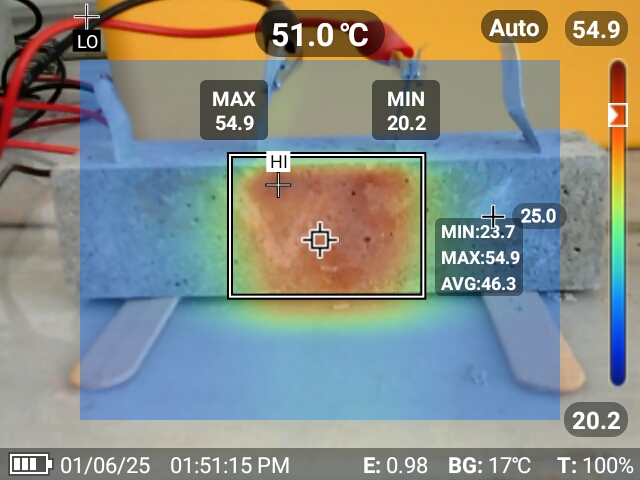 LO
51.0 ℃
Auto
54.9
MAX
54.9
MIN
20.2
HI
25.0
MIN:23.7
MAX:54.9
AVG:46.3
20.2
01/06/25 01:51:15 PM E: 0.98 BG: 17℃ T: 100%